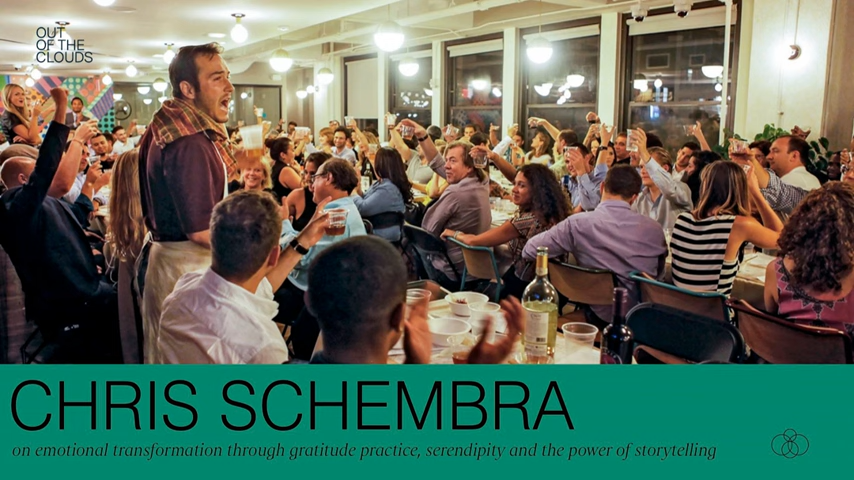 OUT
OF THE
CLOUDS
CHRIS SCHEMBRA
on emotional transformation through gratitude practice, serendipity and the power of storytelling